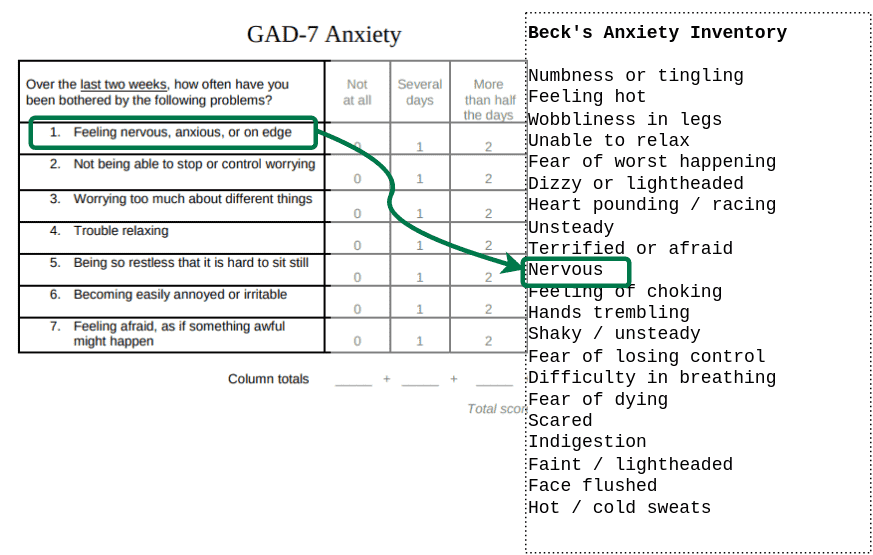 GAD-7 Anxiety
Over the last two weeks, how often have you
been bothered by the following problems?
Not
at all
Several
days
More
than half
the days
1. Feeling nervous, anxious, or on edge
0 1 2
2. Not being able to stop or control worrying
0 1 2
3. Worrying too much about different things
0 1 2
4. Trouble relaxing
0 1 2
5. Being so restless that it is hard to sit still
0 1 2
6. Becoming easily annoyed or irritable
0 1 2
7. Feeling afraid, as if something awful
might happen
0 1 2
Column totals _____ + _____ + _____
Total scor
Beck's Anxiety Inventory
Numbness or tingling
Feeling hot
Wobbliness in legs
Unable to relax
Fear of worst happening
Dizzy or lightheaded
Heart pounding / racing
Unsteady
Terrified or afraid
Nervous
Feeling of choking
Hands trembling
Shaky / unsteady
Fear of losing control
Difficulty in breathing
Fear of dying
Scared
Indigestion
Faint / lightheaded
Face flushed
Hot / cold sweats